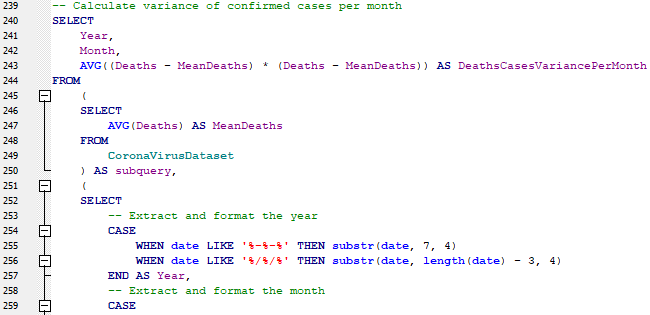 239 -- Calculate variance of confirmed cases per month
240 SELECT
241 Year,
242 Month,
243 AVG((Deaths - MeanDeaths) * (Deaths - MeanDeaths)) AS DeathsCasesVariancePerMonth
244 FROM
245 (
246 SELECT
247 AVG(Deaths) AS MeanDeaths
248 FROM
249 CoronaVirusDataset
250 ) AS subquery,
251 (
252 SELECT
253 -- Extract and format the year
254 CASE
255 WHEN date LIKE '%-%-%' THEN substr(date, 7, 4)
256 WHEN date LIKE '%/%/%' THEN substr(date, length(date) - 3, 4)
257 END AS Year,
258 -- Extract and format the month
259 CASE